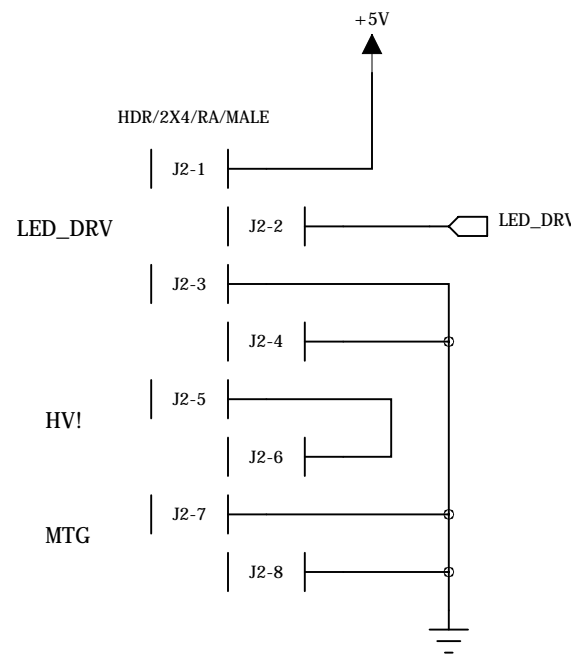 +5V
HDR/2X4/RA/MALE
J2-1
J2-2
LED_DRV
LED_DRV
J2-3
J2-4
J2-5
HV!
J2-6
J2-7
MTG
J2-8